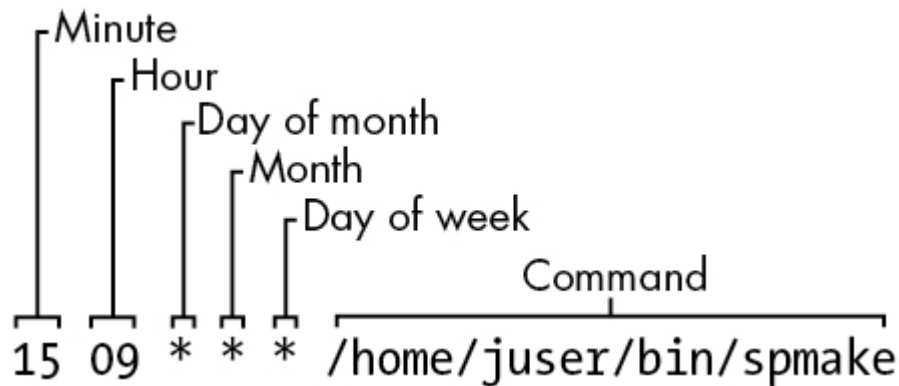 Minute
Hour
Day of month
Month
Day of week
Command
15 09 * * * /home/juser/bin/spmake